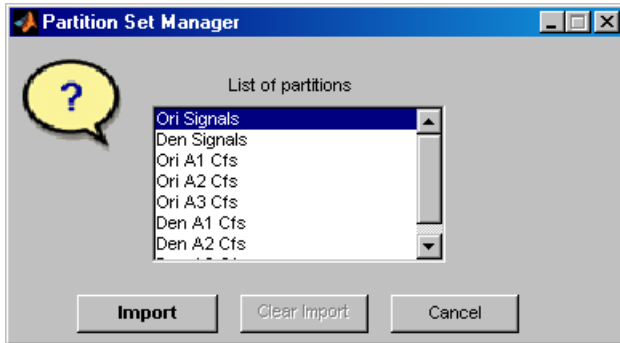 Partition Set Manager
?
List of partitions
Ori Signals
Den Signals
Ori A1 Cfs
Ori A2 Cfs
Ori A3 Cfs
Den A1 Cfs
Den A2 Cfs
Import Clear Import Cancel